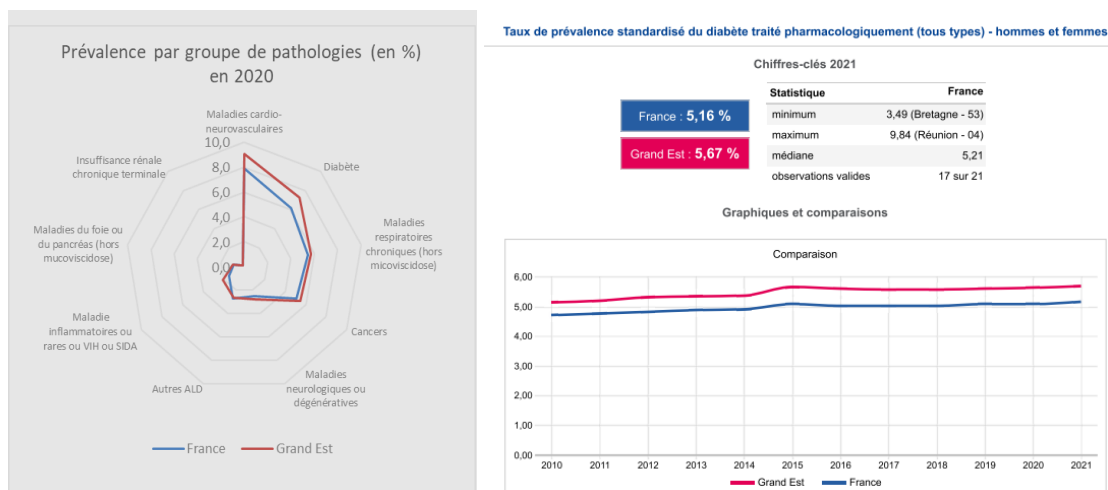 Prévalence par groupe de pathologies (en %)
en 2020
Maladies cardio-
neurovasculaires
10,0
8,0
6,0
4,0
2,0
0,0
Diabète
Maladies
respiratoires
chroniques (hors
micoviscidose)
Cancers
Maladies
neurologiques ou
dégénératives
Autres ALD
Maladie
inflammatoires ou
rares ou VIH ou SIDA
Maladies du foie ou
du pancréas (hors
mucoviscidose)
Insuffisance rénale
chronique terminale
France
Grand Est
Taux de prévalence standardisé du diabète traité pharmacologiquement (tous types) - hommes et femmes
Chiffres-clés 2021
France : 5,16 %
Grand Est : 5,67 %
Statistique France
minimum 3,49 (Bretagne - 53)
maximum 9,84 (Réunion - 04)
médiane 5,21
observations valides 17 sur 21
Graphiques et comparaisons
Comparaison
6,00
5,00
4,00
3,00
2,00
1,00
0,00
2010 2011 2012 2013 2014 2015 2016 2017 2018 2019 2020 2021
Grand Est France